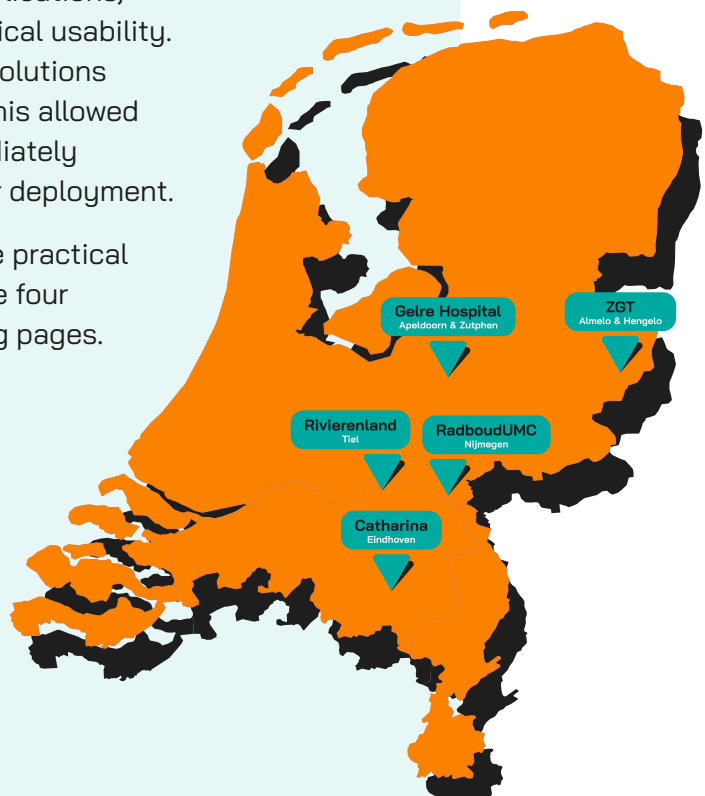 ical usability.
olutions
his allowed
diately
r deployment.
e practical
e four
g pages.
Gelre Hospital
Apeldoorn & Zutphen
ZGT
Almelo & Hengelo
Rivierenland
Tiel
RadboudUMC
Nijmegen
Catharina
Eindhoven